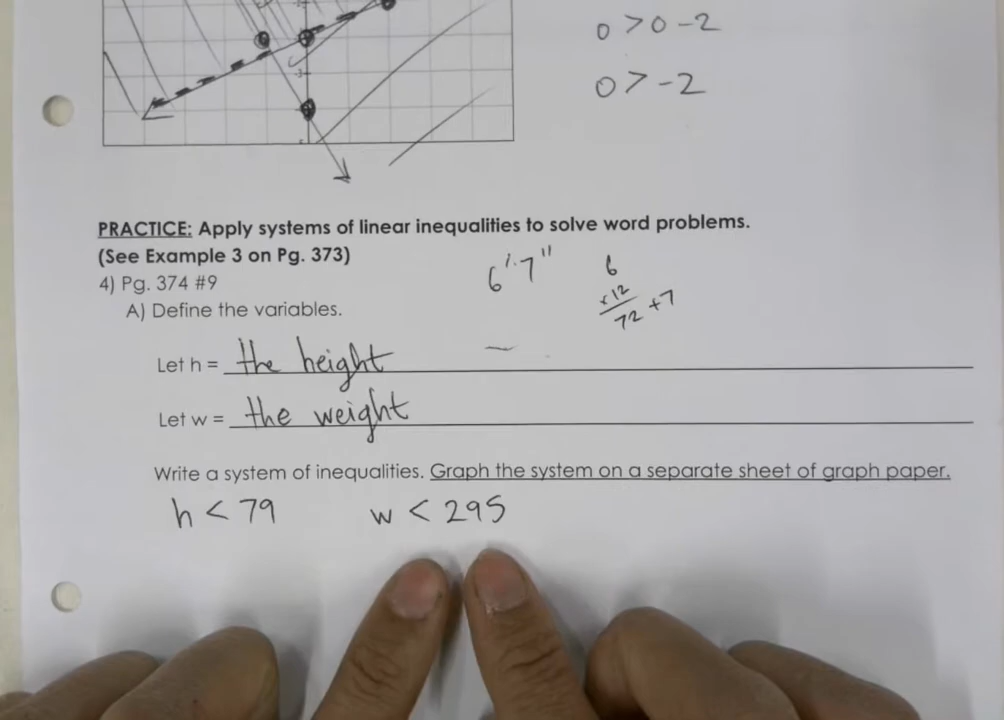 0 > 0 - 2
0 > -2
PRACTICE: Apply systems of linear inequalities to solve word problems.
(See Example 3 on Pg. 373)
4) Pg. 374 #9
6' 7"
6
x12
72 +7
A) Define the variables.
Let h = the height
Let w = the weight
Write a system of inequalities. Graph the system on a separate sheet of graph paper.
h < 79 w < 295